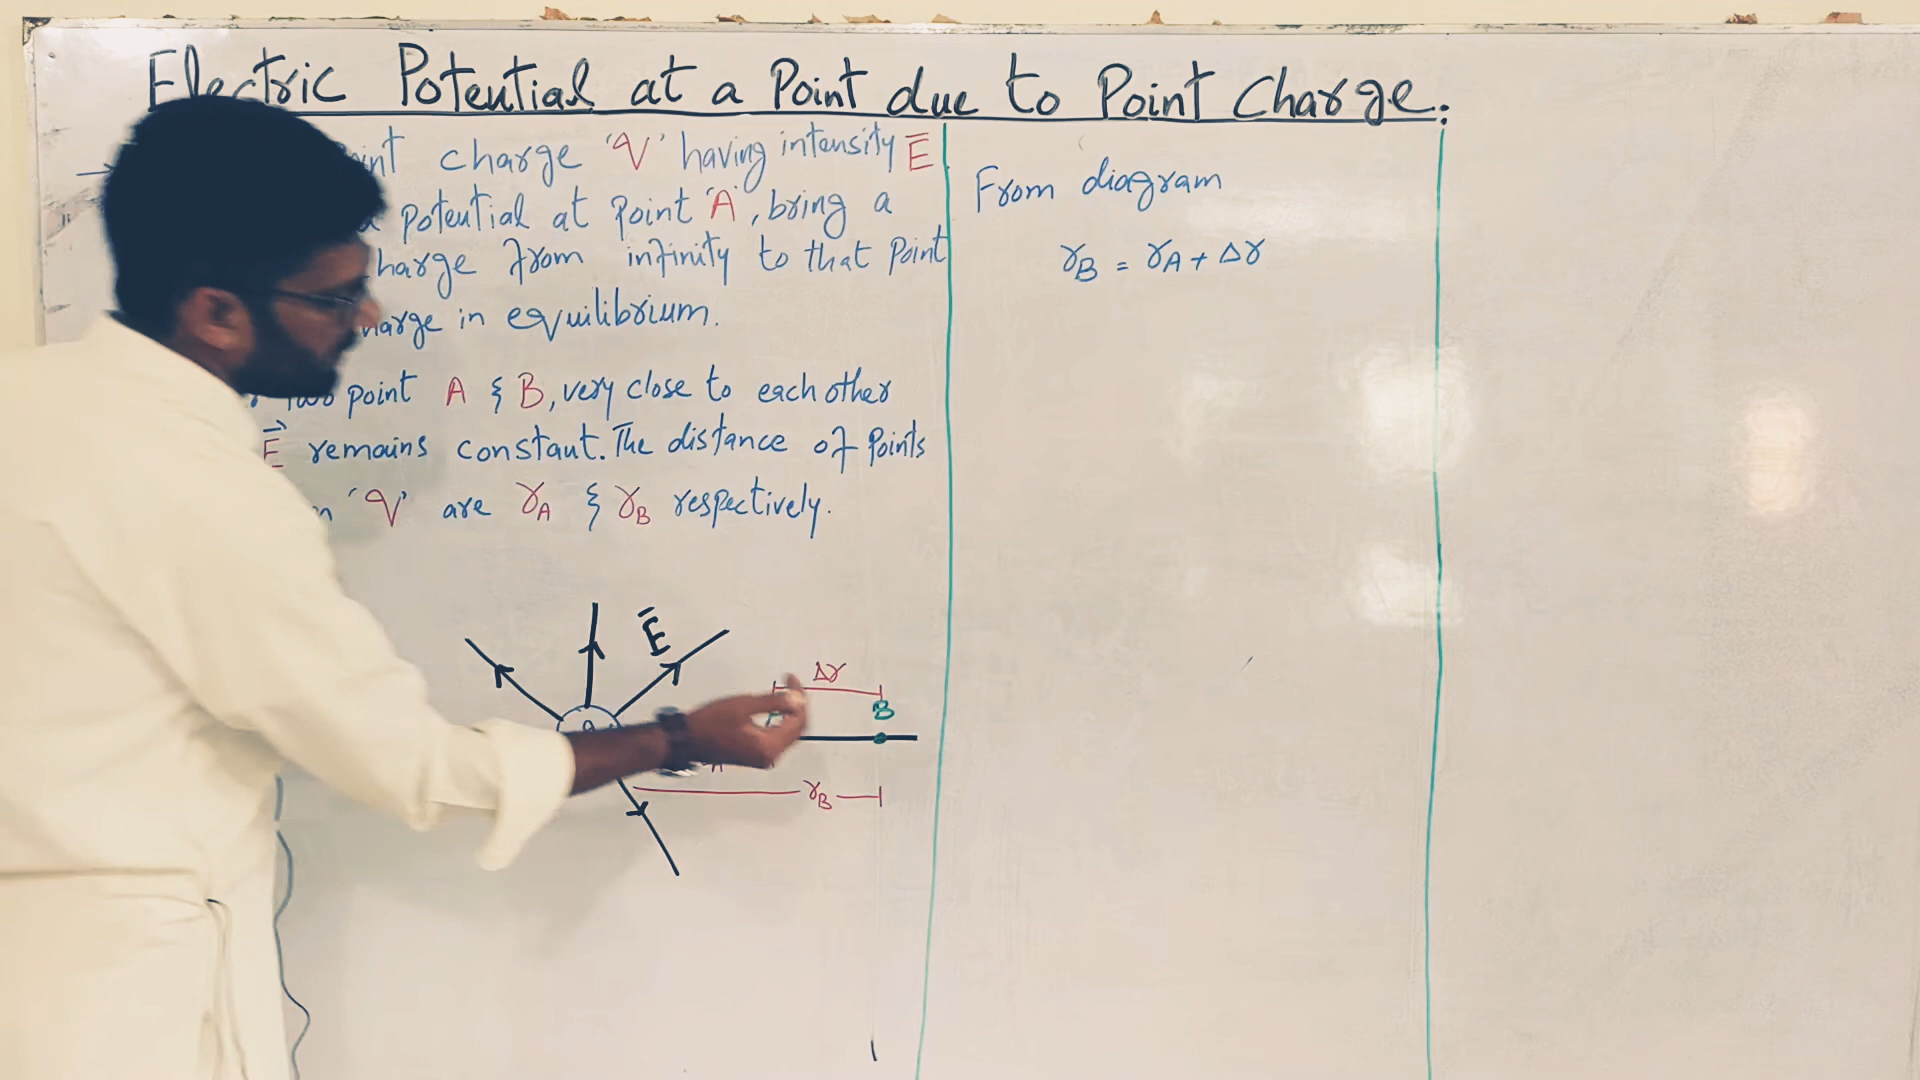 Electric Potential at a Point due to Point Charge:
charge 'q' having intensity E
potential at point 'A', bring a
from infinity to that point
in equilibrium.
point A & B, very close to each other
E remains constant. The distance of points
'q' are rA & rB respectively.
From diagram
rB = rA + Δr
E
Δr
B
rB